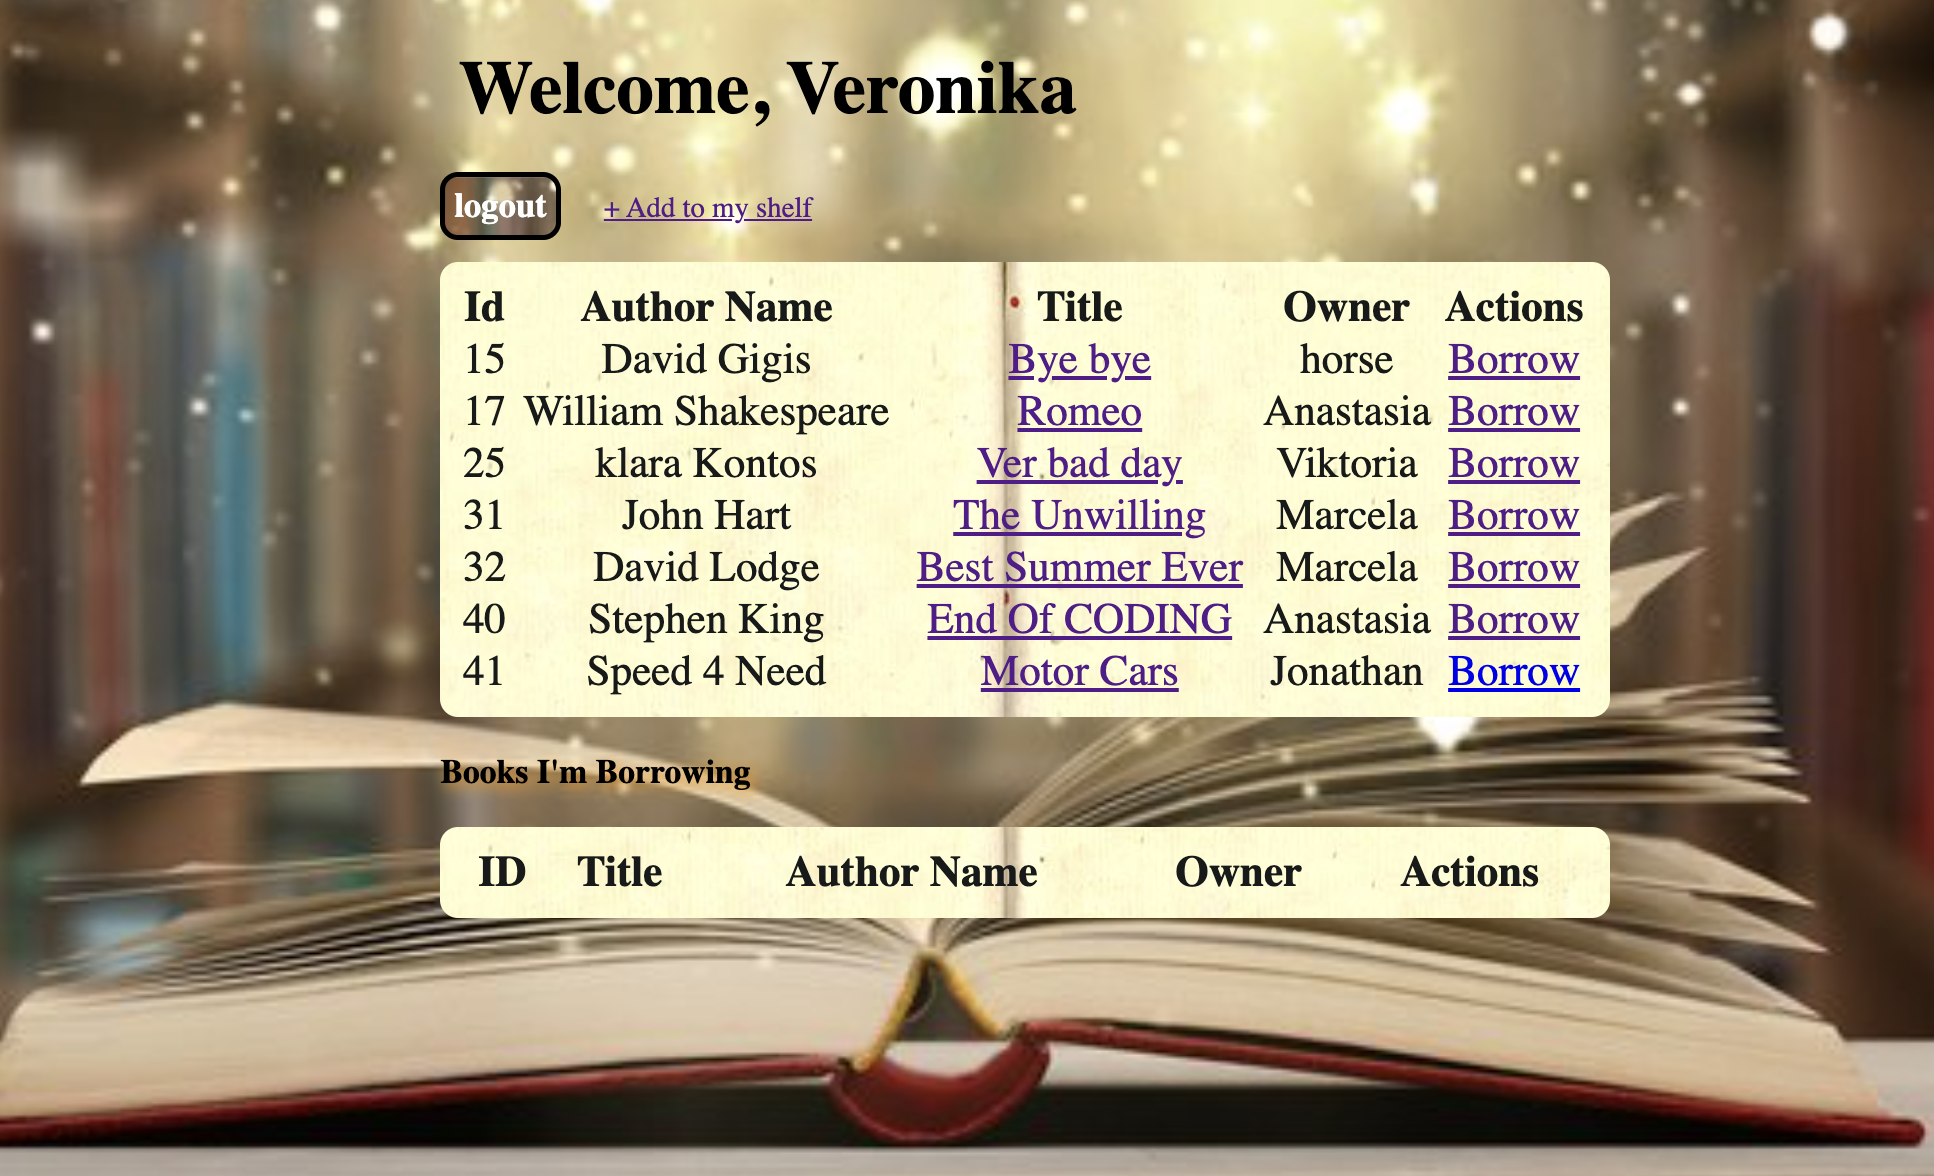 Welcome, Veronika
logout + Add to my shelf
Id Author Name Title Owner Actions
15 David Gigis Bye bye horse Borrow
17 William Shakespeare Romeo Anastasia Borrow
25 klara Kontos Ver bad day Viktoria Borrow
31 John Hart The Unwilling Marcela Borrow
32 David Lodge Best Summer Ever Marcela Borrow
40 Stephen King End Of CODING Anastasia Borrow
41 Speed 4 Need Motor Cars Jonathan Borrow
Books I'm Borrowing
ID Title Author Name Owner Actions